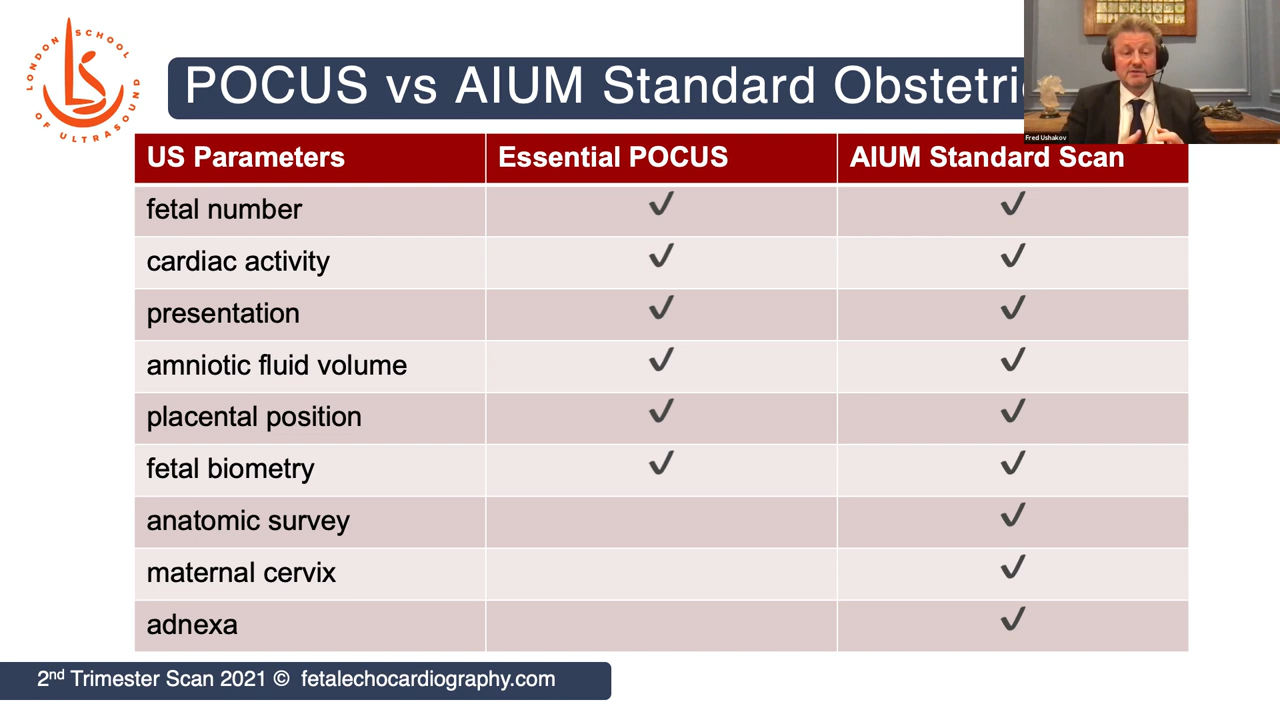 LONDON SCHOOL
OF ULTRASOUND
POCUS vs AIUM Standard Obstetri
Fred Ushakov
US Parameters Essential POCUS AIUM Standard Scan
fetal number ✓ ✓
cardiac activity ✓ ✓
presentation ✓ ✓
amniotic fluid volume ✓ ✓
placental position ✓ ✓
fetal biometry ✓ ✓
anatomic survey ✓
maternal cervix ✓
adnexa ✓
2nd Trimester Scan 2021 © fetalechocardiography.com